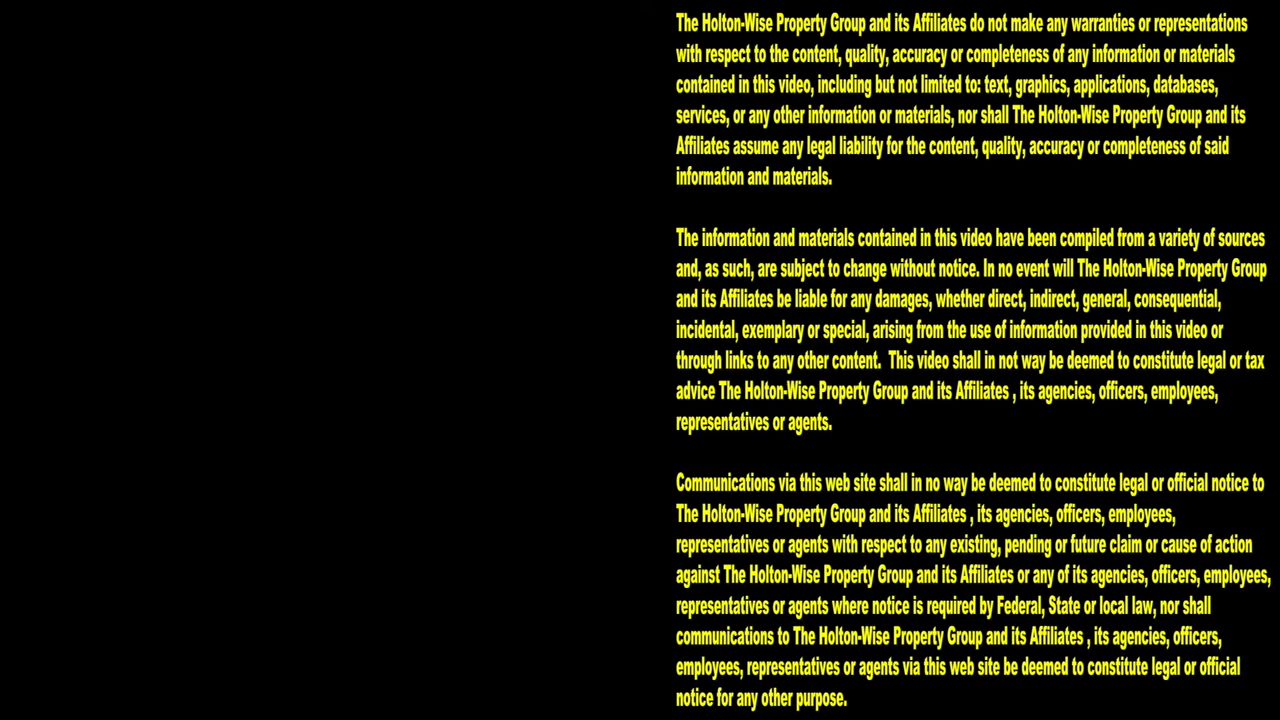 The Holton-Wise Property Group and its Affiliates do not make any warranties or representations
with respect to the content, quality, accuracy or completeness of any information or materials
contained in this video, including but not limited to: text, graphics, applications, databases,
services, or any other information or materials, nor shall The Holton-Wise Property Group and its
Affiliates assume any legal liability for the content, quality, accuracy or completeness of said
information and materials.
The information and materials contained in this video have been compiled from a variety of sources
and, as such, are subject to change without notice. In no event will The Holton-Wise Property Group
and its Affiliates be liable for any damages, whether direct, indirect, general, consequential,
incidental, exemplary or special, arising from the use of information provided in this video or
through links to any other content.  This video shall in not way be deemed to constitute legal or tax
advice The Holton-Wise Property Group and its Affiliates , its agencies, officers, employees,
representatives or agents.
Communications via this web site shall in no way be deemed to constitute legal or official notice to
The Holton-Wise Property Group and its Affiliates , its agencies, officers, employees,
representatives or agents with respect to any existing, pending or future claim or cause of action
against The Holton-Wise Property Group and its Affiliates or any of its agencies, officers, employees,
representatives or agents where notice is required by Federal, State or local law, nor shall
communications to The Holton-Wise Property Group and its Affiliates , its agencies, officers,
employees, representatives or agents via this web site be deemed to constitute legal or official
notice for any other purpose.